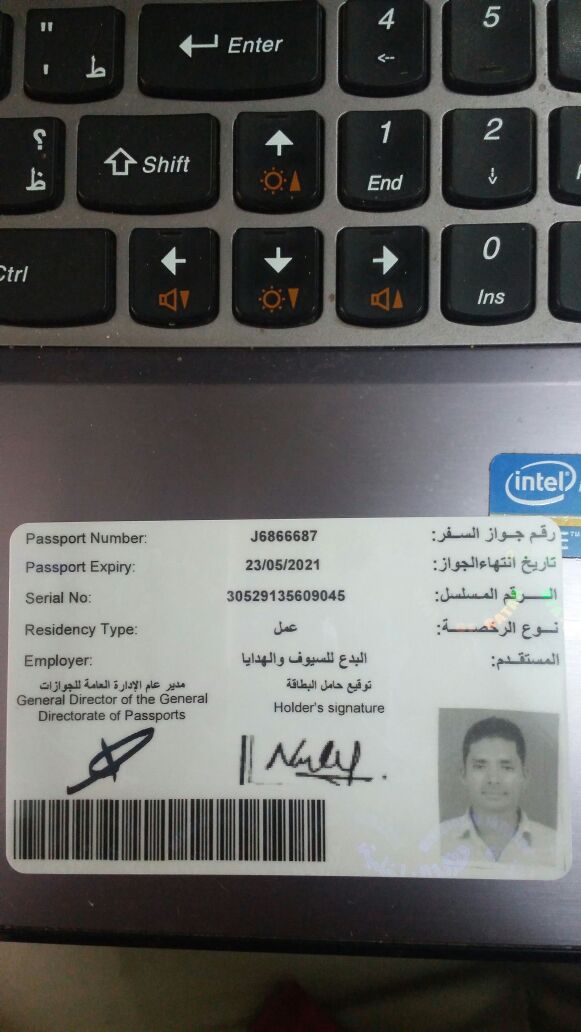 " 
' ط
Enter
4
<--
5
؟
ظ
Shift
1
End
2
Ctrl
0
Ins
intel
Passport Number: J6866687 رقم جواز السفر:
Passport Expiry: 23/05/2021 تاريخ انتهاءالجواز:
Serial No: 30529135609045 الرقم المسلسل:
Residency Type: عمل نوع الرخصة:
Employer: البدع للسيوف والهدايا المستقدم:
مدير عام الإدارة العامة للجوازات توقيع حامل البطاقة
General Director of the General Holder's signature
Directorate of Passports